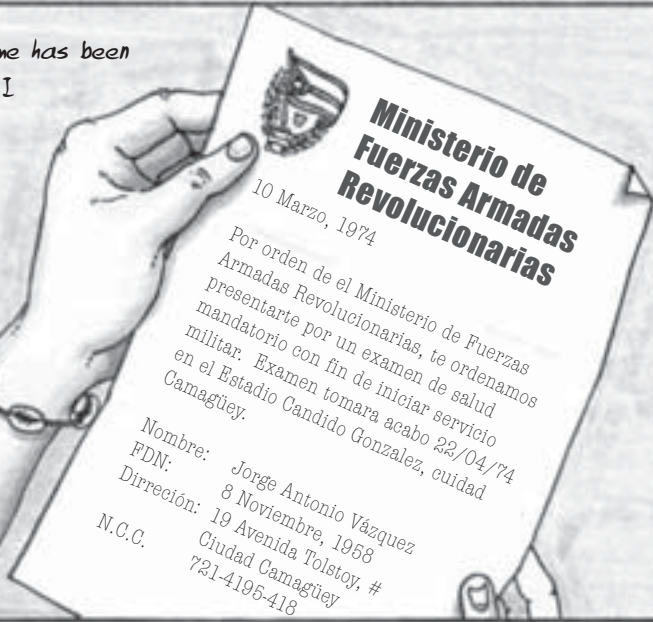 me has been
I
Ministerio de
Fuerzas Armadas
Revolucionarias
10 Marzo, 1974
Por orden de el Ministerio de Fuerzas
Armadas Revolucionarias, te ordenamos
presentarte por un examen de salud
mandatorio con fin de iniciar servicio
militar. Examen tomara acabo 22/04/74
en el Estadio Candido Gonzalez, cuidad
Camagüey.
Nombre: Jorge Antonio Vázquez
FDN: 8 Noviembre, 1958
Dirreción: 19 Avenida Tolstoy, #
Ciudad Camagüey
N.C.C. 721-4195-418